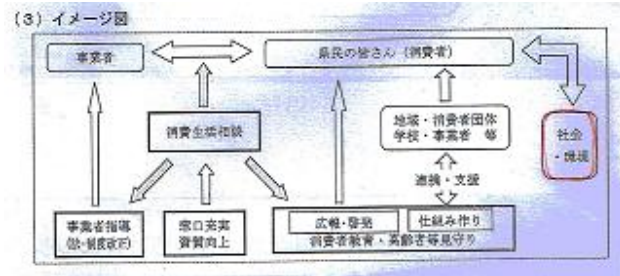 (3) イメージ図
事業者
県民の皆さん(消費者)
消費生活相談
地域・消費者団体
学校・事業者 等
社会
・環境
連携・支援
事業者指導
(法・制度改正)
窓口充実
資質向上
広報・啓発
仕組み作り
消費者教育・高齢者等見守り